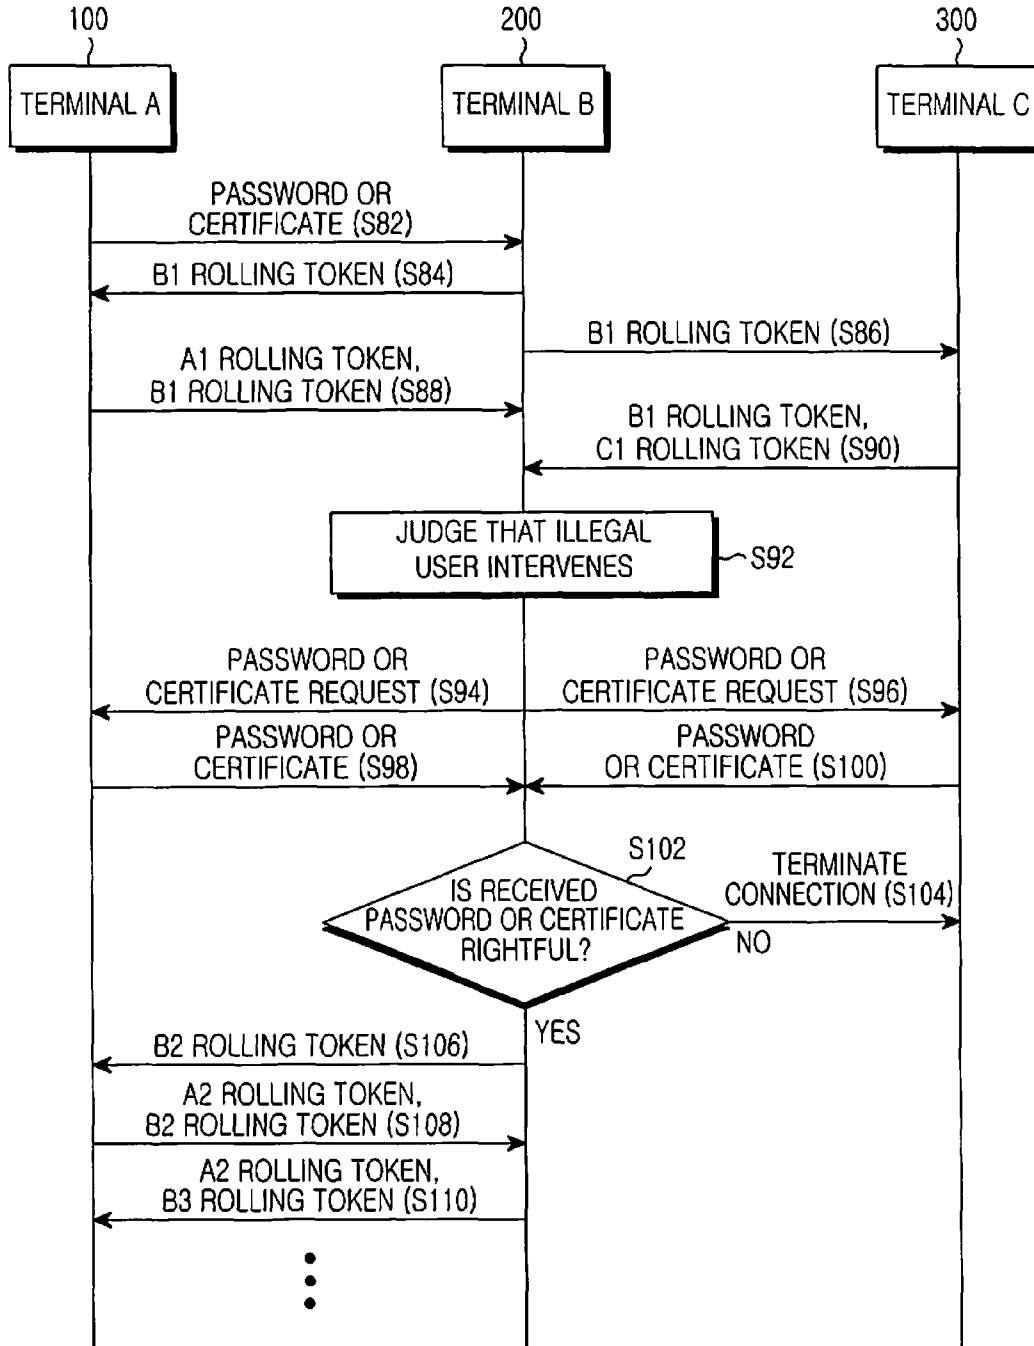 100
200
300
TERMINAL A
TERMINAL B
TERMINAL C
PASSWORD OR
CERTIFICATE (S82)
B1 ROLLING TOKEN (S84)
B1 ROLLING TOKEN (S86)
A1 ROLLING TOKEN,
B1 ROLLING TOKEN (S88)
B1 ROLLING TOKEN,
C1 ROLLING TOKEN (S90)
JUDGE THAT ILLEGAL
USER INTERVENES
S92
PASSWORD OR
CERTIFICATE REQUEST (S94)
PASSWORD OR
CERTIFICATE REQUEST (S96)
PASSWORD OR
CERTIFICATE (S98)
PASSWORD
OR CERTIFICATE (S100)
S102
IS RECEIVED
PASSWORD OR CERTIFICATE
RIGHTFUL?
TERMINATE
CONNECTION (S104)
NO
YES
B2 ROLLING TOKEN (S106)
A2 ROLLING TOKEN,
B2 ROLLING TOKEN (S108)
A2 ROLLING TOKEN,
B3 ROLLING TOKEN (S110)